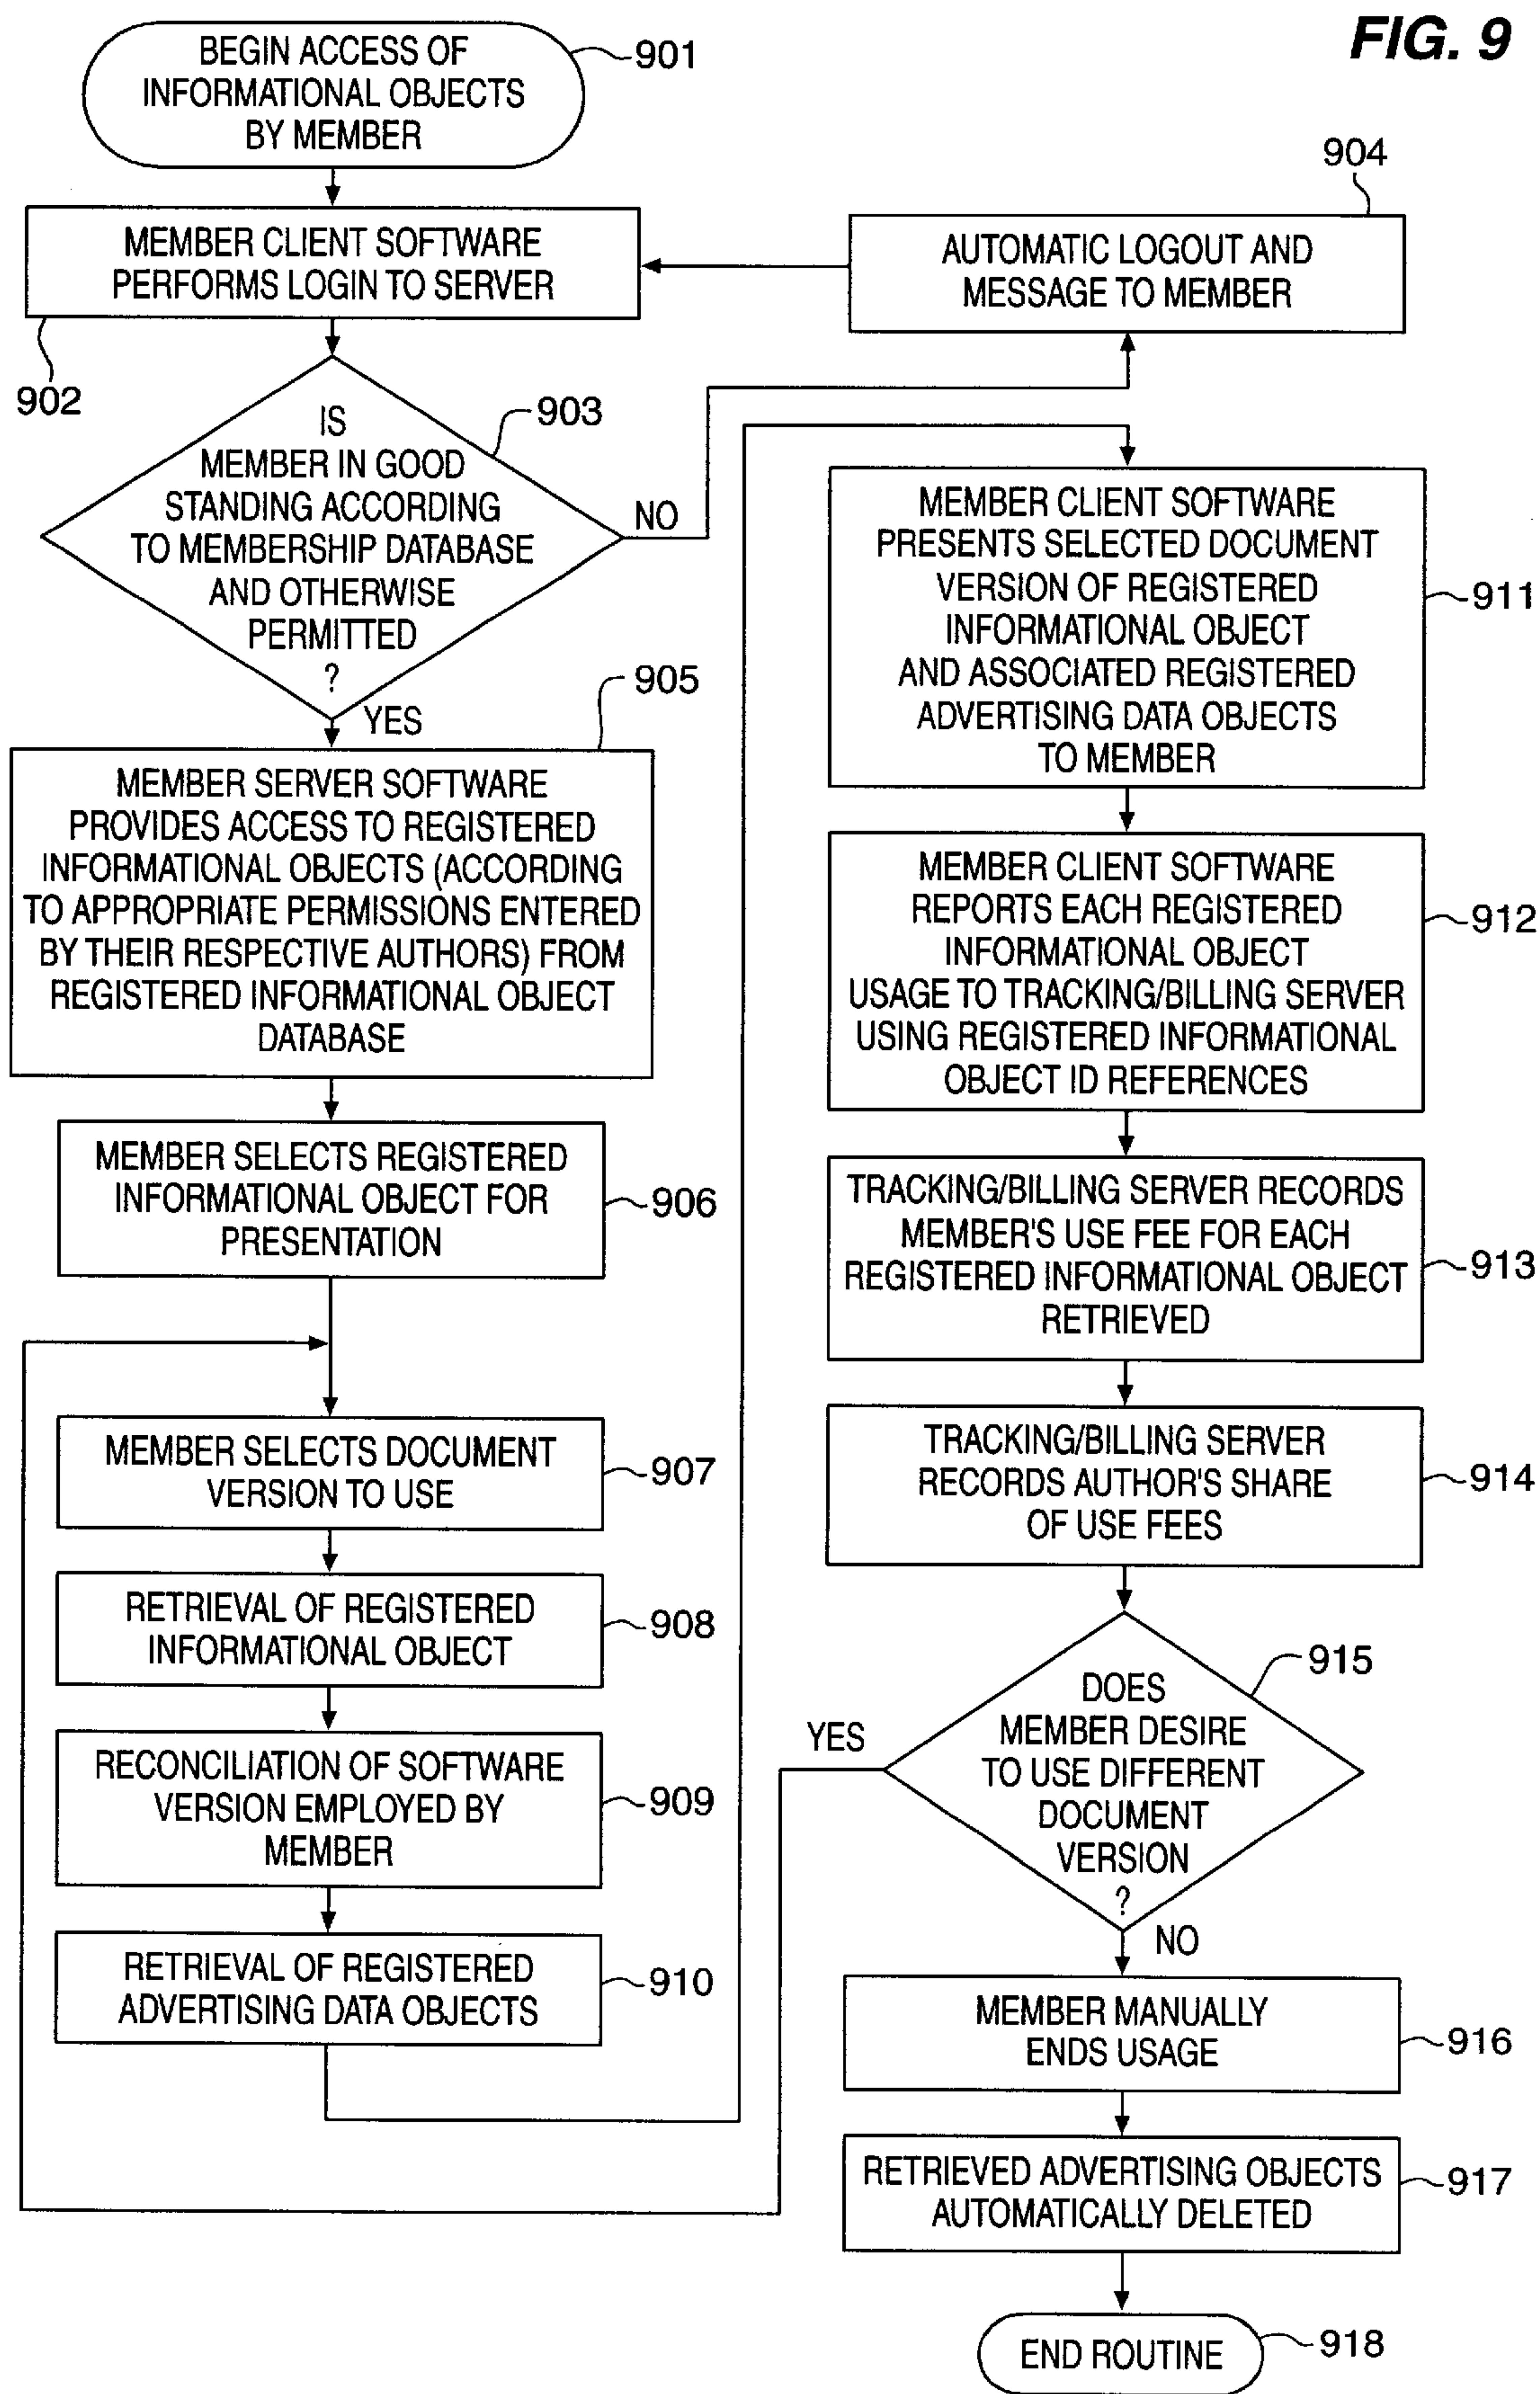 FIG. 9
BEGIN ACCESS OF
INFORMATIONAL OBJECTS
BY MEMBER
901
MEMBER CLIENT SOFTWARE
PERFORMS LOGIN TO SERVER
902
904
AUTOMATIC LOGOUT AND
MESSAGE TO MEMBER
IS
MEMBER IN GOOD
STANDING ACCORDING
TO MEMBERSHIP DATABASE
AND OTHERWISE
PERMITTED
?
903
NO
YES
905
MEMBER SERVER SOFTWARE
PROVIDES ACCESS TO REGISTERED
INFORMATIONAL OBJECTS (ACCORDING
TO APPROPRIATE PERMISSIONS ENTERED
BY THEIR RESPECTIVE AUTHORS) FROM
REGISTERED INFORMATIONAL OBJECT
DATABASE
MEMBER SELECTS REGISTERED
INFORMATIONAL OBJECT FOR
PRESENTATION
906
MEMBER SELECTS DOCUMENT
VERSION TO USE
907
RETRIEVAL OF REGISTERED
INFORMATIONAL OBJECT
908
RECONCILIATION OF SOFTWARE
VERSION EMPLOYED BY
MEMBER
909
RETRIEVAL OF REGISTERED
ADVERTISING DATA OBJECTS
910
MEMBER CLIENT SOFTWARE
PRESENTS SELECTED DOCUMENT
VERSION OF REGISTERED
INFORMATIONAL OBJECT
AND ASSOCIATED REGISTERED
ADVERTISING DATA OBJECTS
TO MEMBER
911
MEMBER CLIENT SOFTWARE
REPORTS EACH REGISTERED
INFORMATIONAL OBJECT
USAGE TO TRACKING/BILLING SERVER
USING REGISTERED INFORMATIONAL
OBJECT ID REFERENCES
912
TRACKING/BILLING SERVER RECORDS
MEMBER'S USE FEE FOR EACH
REGISTERED INFORMATIONAL OBJECT
RETRIEVED
913
TRACKING/BILLING SERVER
RECORDS AUTHOR'S SHARE
OF USE FEES
914
DOES
MEMBER DESIRE
TO USE DIFFERENT
DOCUMENT
VERSION
?
915
YES
NO
MEMBER MANUALLY
ENDS USAGE
916
RETRIEVED ADVERTISING OBJECTS
AUTOMATICALLY DELETED
917
END ROUTINE
918